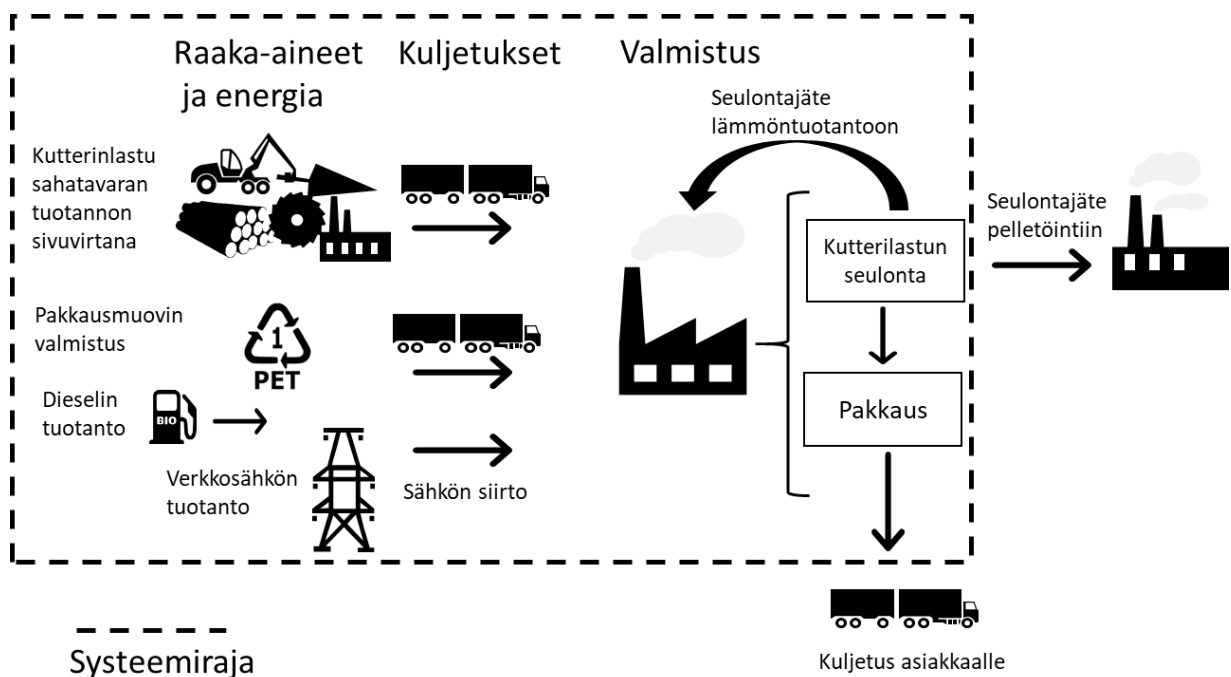 Raaka-aineet
ja energia
Kuljetukset
Valmistus
Seulontajäte
lämmöntuotantoon
Kutterinlastu
sahatavaran
tuotannon
sivuvirtana
Kutterilastun
seulonta
Seulontajäte
pelletöintiin
Pakkausmuovin
valmistus
1
PET
Dieselin
tuotanto
BIO
Pakkaus
Verkkosähkön
tuotanto
Sähkön siirto
Systeemiraja
Kuljetus asiakkaalle